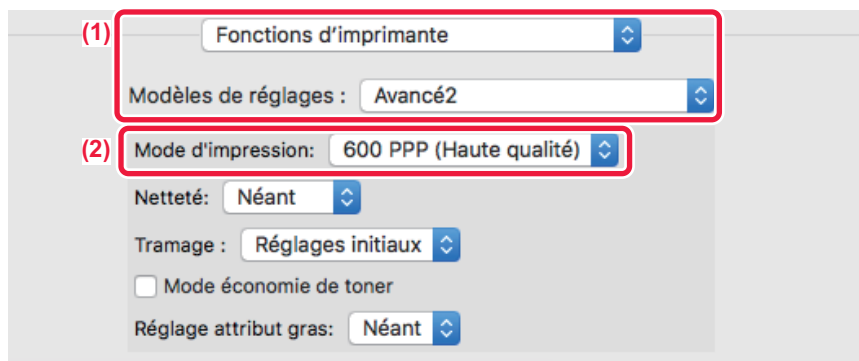 (1) Fonctions d'imprimante
Modèles de réglages : Avancé2
(2) Mode d'impression: 600 PPP (Haute qualité)
Netteté: Néant
Tramage : Réglages initiaux
Mode économie de toner
Réglage attribut gras: Néant